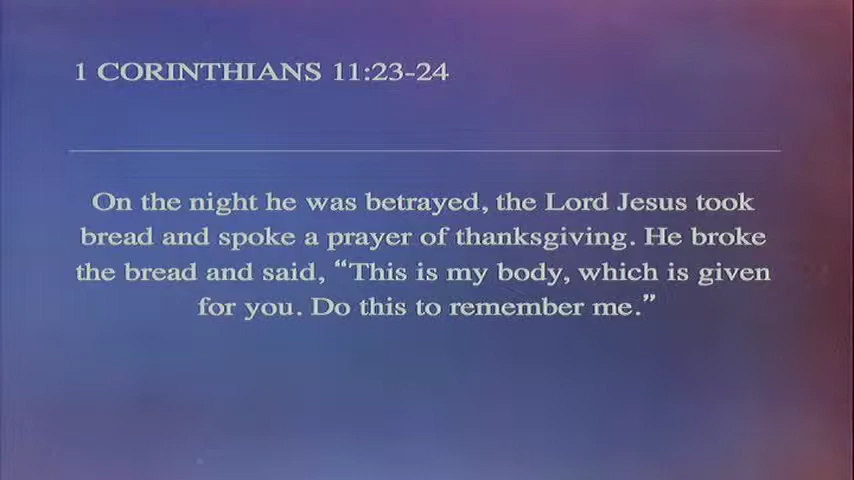 1 CORINTHIANS 11:23-24
On the night he was betrayed, the Lord Jesus took
bread and spoke a prayer of thanksgiving. He broke
the bread and said, “This is my body, which is given
for you. Do this to remember me.”